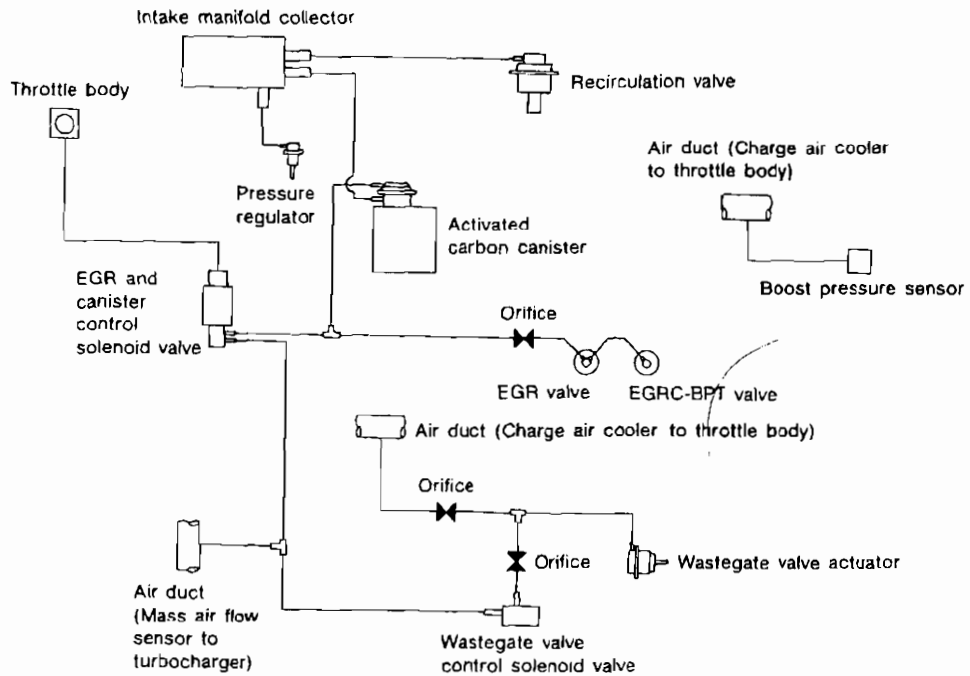 Intake manifold collector
Throttle body
Recirculation valve
Air duct (Charge air cooler
to throttle body)
Pressure
regulator
Activated
carbon canister
EGR and
canister
control
solenoid valve
Boost pressure sensor
Orifice
EGR valve
EGRC-BPT valve
Air duct (Charge air cooler to throttle body)
Orifice
Orifice
Wastegate valve actuator
Air duct
(Mass air flow
sensor to
turbocharger)
Wastegate valve
control solenoid valve